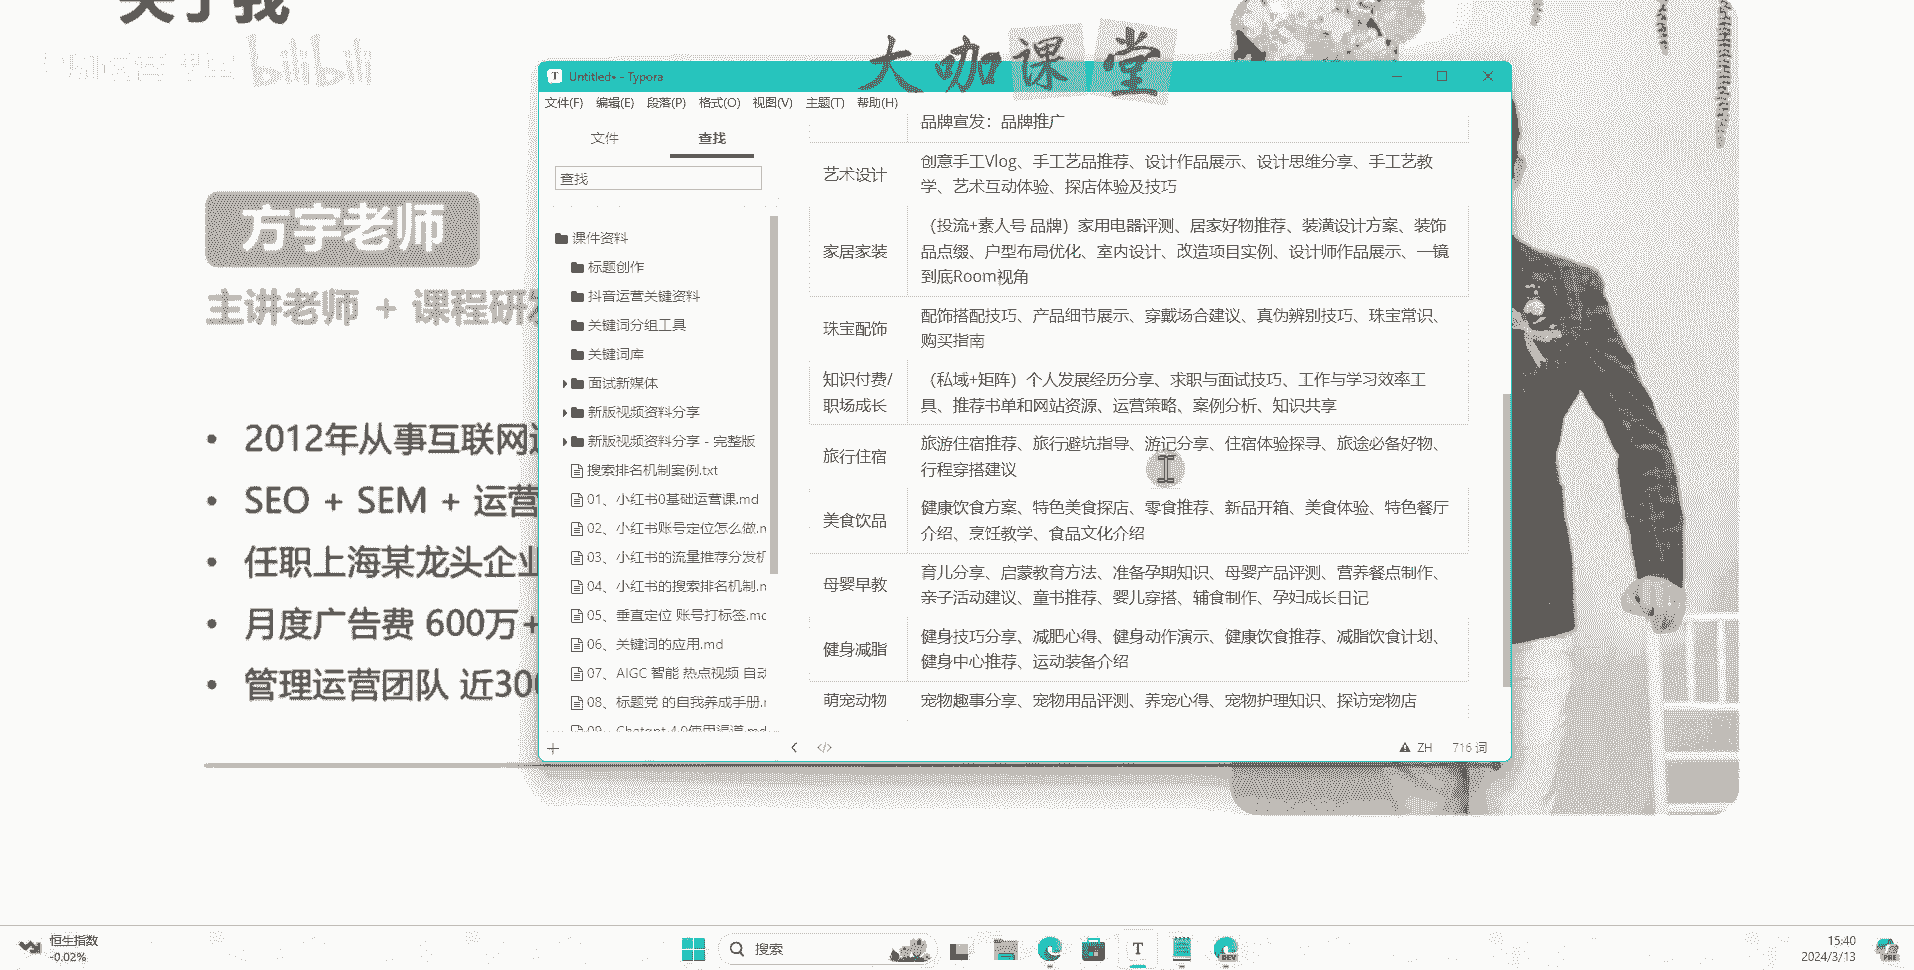 关于我
bilibili
大咖课堂
方宇老师
主讲老师 + 课程研发
2012年从事互联网
SEO + SEM + 运营
任职上海某龙头企业
月度广告费 600万+
管理运营团队 近300
Untitled• - Typora
文件(F) 编辑(E) 段落(P) 格式(O) 视图(V) 主题(T) 帮助(H)
文件 查找
查找
课件资料
标题创作
抖音运营关键资料
关键词分组工具
关键词库
面试新媒体
新版视频资料分享
新版视频资料分享 - 完整版
搜索排名机制案例.txt
01、小红书0基础运营课.md
02、小红书账号定位怎么做.m
03、小红书的流量推荐分发机
04、小红书的搜索排名机制.m
05、垂直定位 账号打标签.md
06、关键词的应用.md
07、AIGC 智能 热点视频 自动
08、标题党 的自我养成手册.m
09、Chatgpt 4.0使用渠道.md
品牌宣发：品牌推广
艺术设计
创意手工Vlog、手工艺品推荐、设计作品展示、设计思维分享、手工艺教
学、艺术互动体验、探店体验及技巧
家居家装
（投流+素人号 品牌）家用电器评测、居家好物推荐、装潢设计方案、装饰
品点缀、户型布局优化、室内设计、改造项目实例、设计师作品展示、一镜
到底Room视角
珠宝配饰
配饰搭配技巧、产品细节展示、穿戴场合建议、真伪辨别技巧、珠宝常识、
购买指南
知识付费/
职场成长
（私域+矩阵）个人发展经历分享、求职与面试技巧、工作与学习效率工
具、推荐书单和网站资源、运营策略、案例分析、知识共享
旅行住宿
旅游住宿推荐、旅行避坑指导、游记分享、住宿体验探寻、旅途必备好物、
行程穿搭建议
美食饮品
健康饮食方案、特色美食探店、零食推荐、新品开箱、美食体验、特色餐厅
介绍、烹饪教学、食品文化介绍
母婴早教
育儿分享、启蒙教育方法、准备孕期知识、母婴产品评测、营养餐点制作、
亲子活动建议、童书推荐、婴儿穿搭、辅食制作、孕妇成长日记
健身减脂
健身技巧分享、减肥心得、健身动作演示、健康饮食推荐、减脂饮食计划、
健身中心推荐、运动装备介绍
萌宠动物
宠物趣事分享、宠物用品评测、养宠心得、宠物护理知识、探访宠物店
ZH 716 词
恒生指数
-0.02%
搜索
DEV
15:40
2024/3/13
PRE